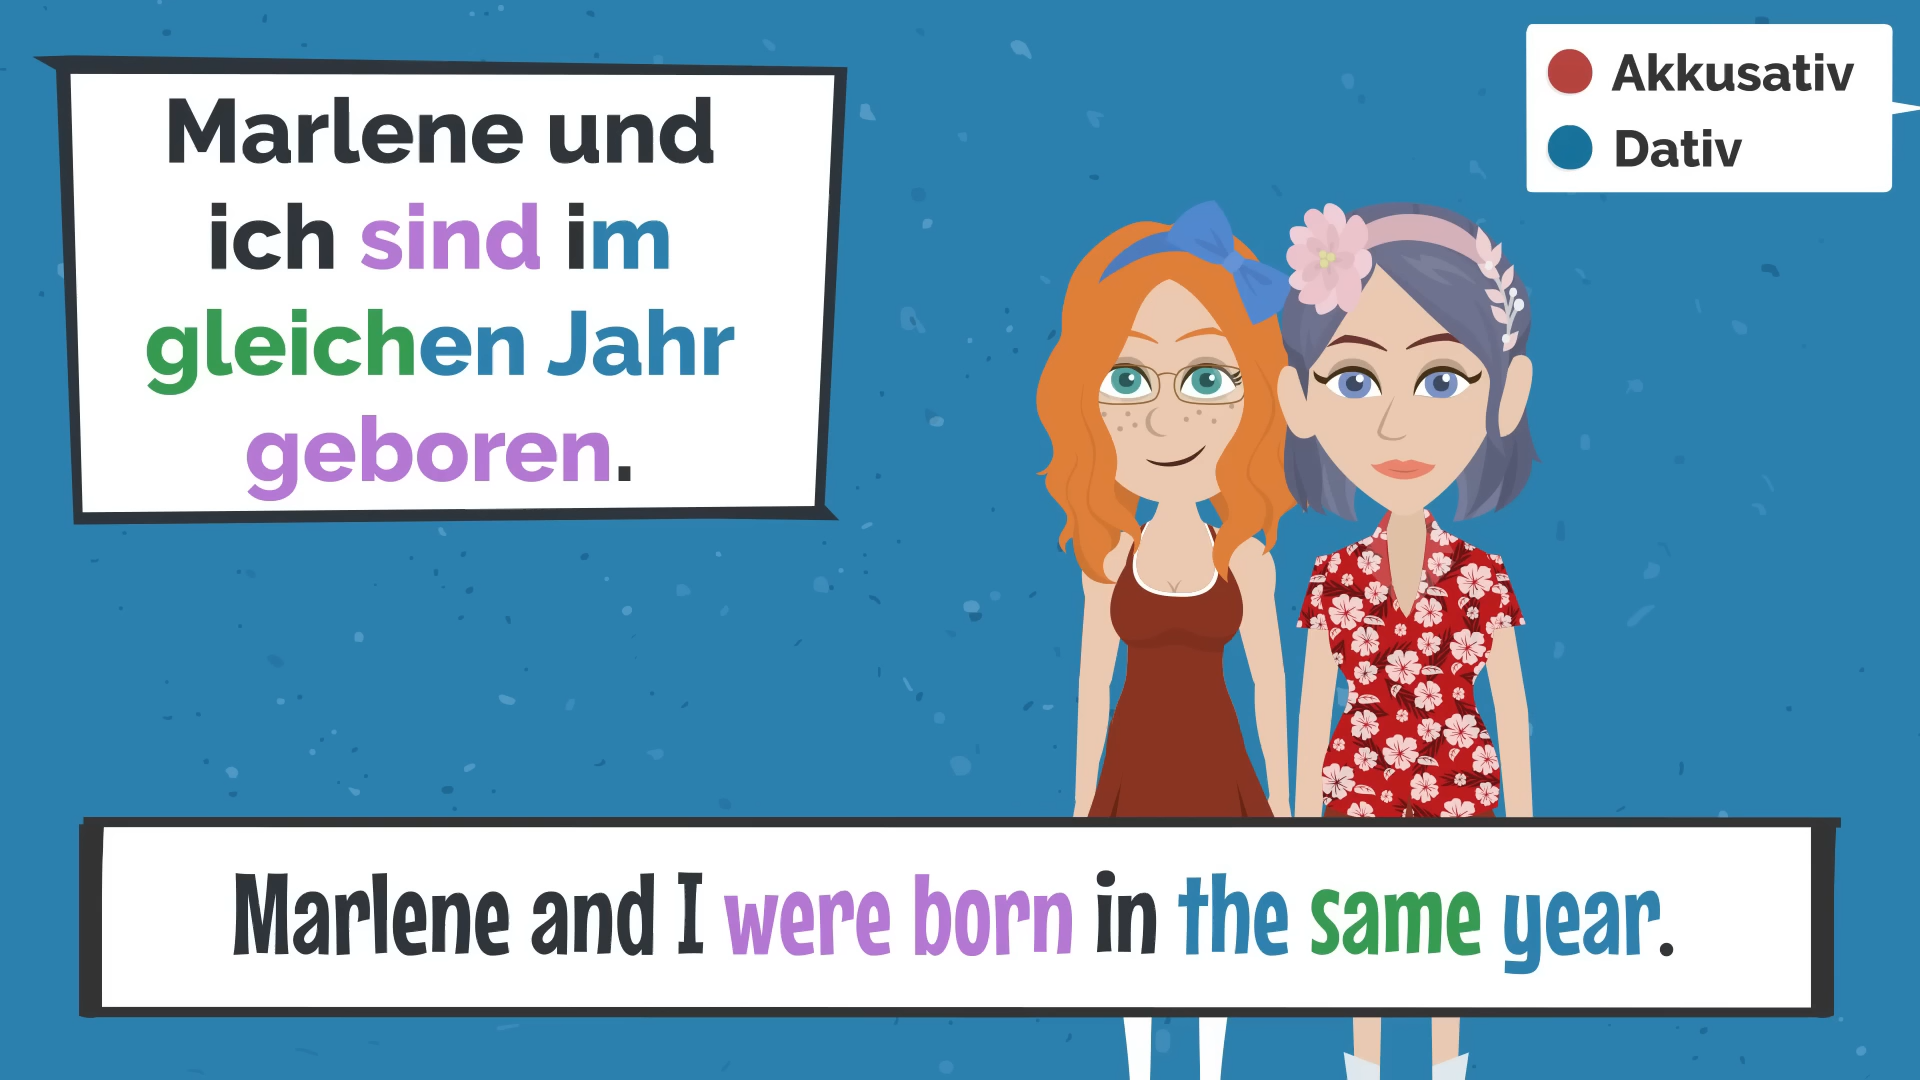 Marlene und
ich sind im
gleichen Jahr
geboren.
Akkusativ
Dativ
Marlene and I were born in the same year.